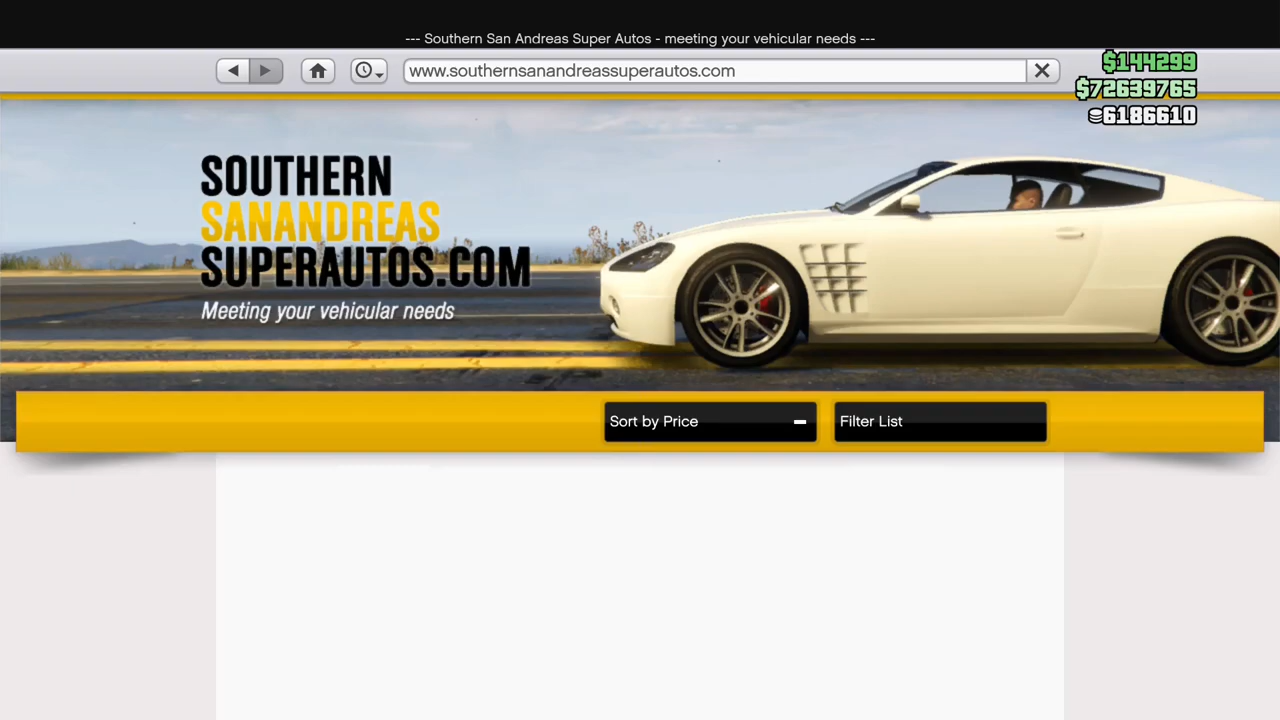 --- Southern San Andreas Super Autos - meeting your vehicular needs ---
www.southernsanandreassuperautos.com
$144299
$72639765
6186610
SOUTHERN
SANANDREAS
SUPERAUTOS.COM
Meeting your vehicular needs
Sort by Price
Filter List